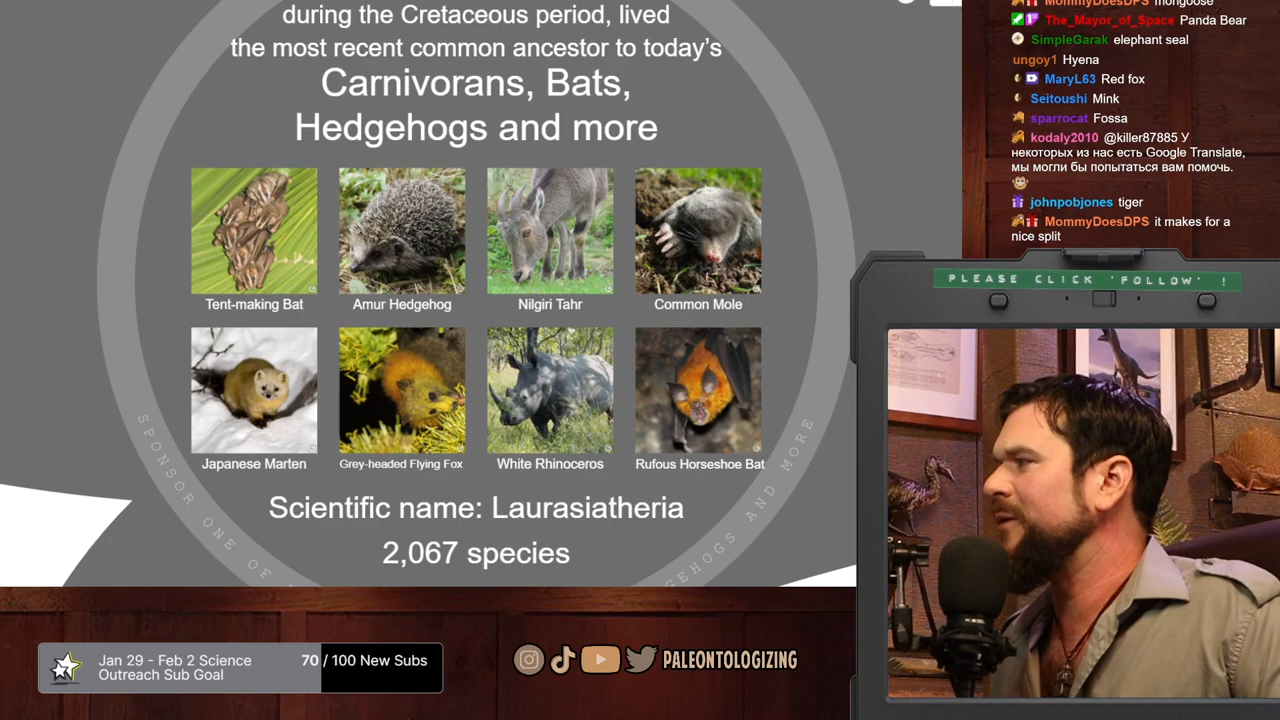 during the Cretaceous period, lived
the most recent common ancestor to today's
Carnivorans, Bats,
Hedgehogs and more
Tent-making Bat
Amur Hedgehog
Nilgiri Tahr
Common Mole
Japanese Marten
Grey-headed Flying Fox
White Rhinoceros
Rufous Horseshoe Bat
Scientific name: Laurasiatheria
2,067 species
SPONSOR ONE OF
GEHOGS AND MORE
MommyDoesDPS mongoose
The_Mayor_of_Space Panda Bear
SimpleGarak elephant seal
ungoy1 Hyena
MaryL63 Red fox
Seitoushi Mink
sparrocat Fossa
kodaly2010 @killer87885 У
некоторых из нас есть Google Translate,
мы могли бы попытаться вам помочь.
johnpobjones tiger
MommyDoesDPS it makes for a
nice split
PLEASE CLICK "FOLLOW" !
Jan 29 - Feb 2 Science
Outreach Sub Goal
70 / 100 New Subs
PALEONTOLOGIZING